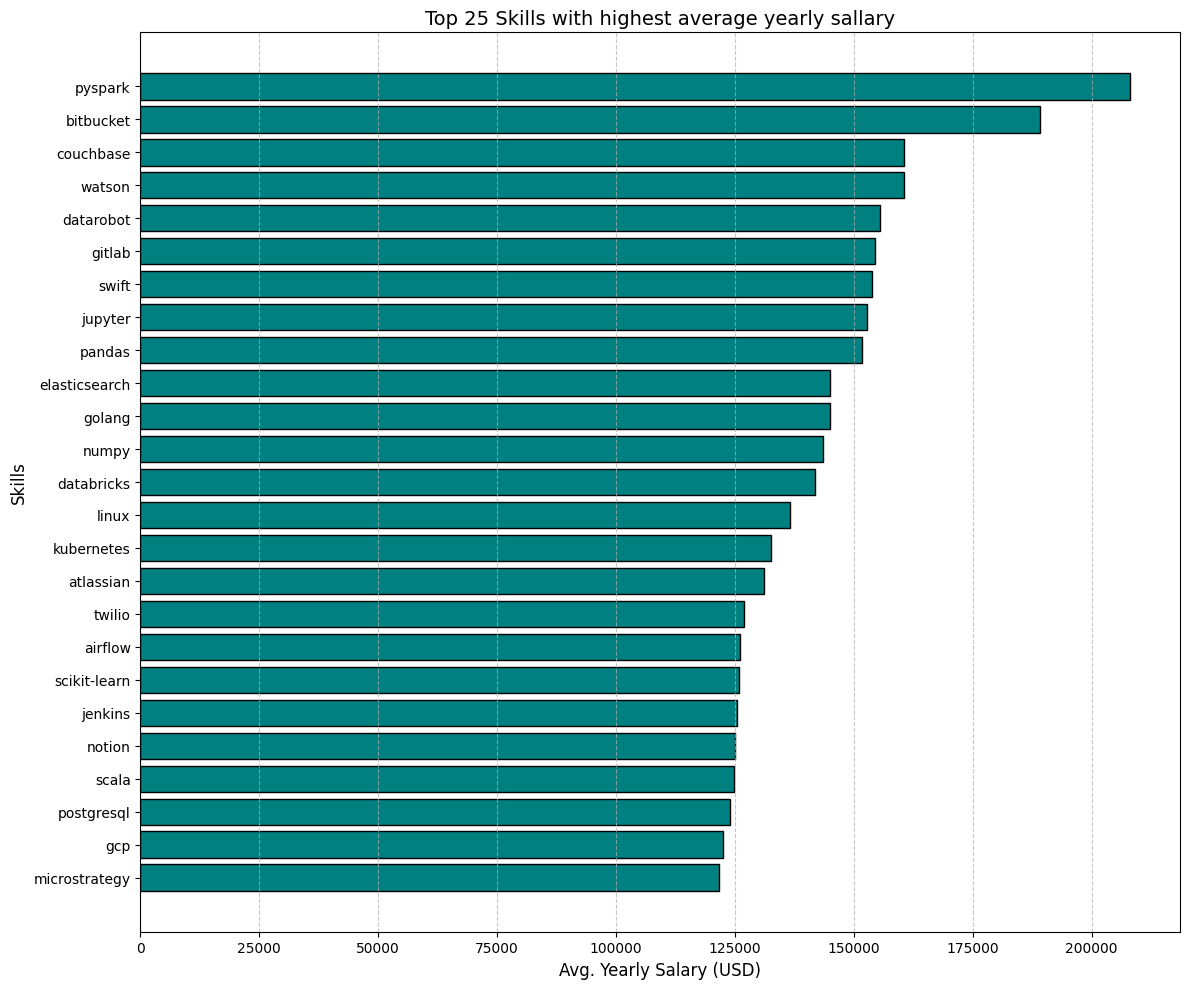 Top 25 Skills with highest average yearly sallary
Skills
pyspark
bitbucket
couchbase
watson
datarobot
gitlab
swift
jupyter
pandas
elasticsearch
golang
numpy
databricks
linux
kubernetes
atlassian
twilio
airflow
scikit-learn
jenkins
notion
scala
postgresql
gcp
microstrategy
0 25000 50000 75000 100000 125000 150000 175000 200000
Avg. Yearly Salary (USD)